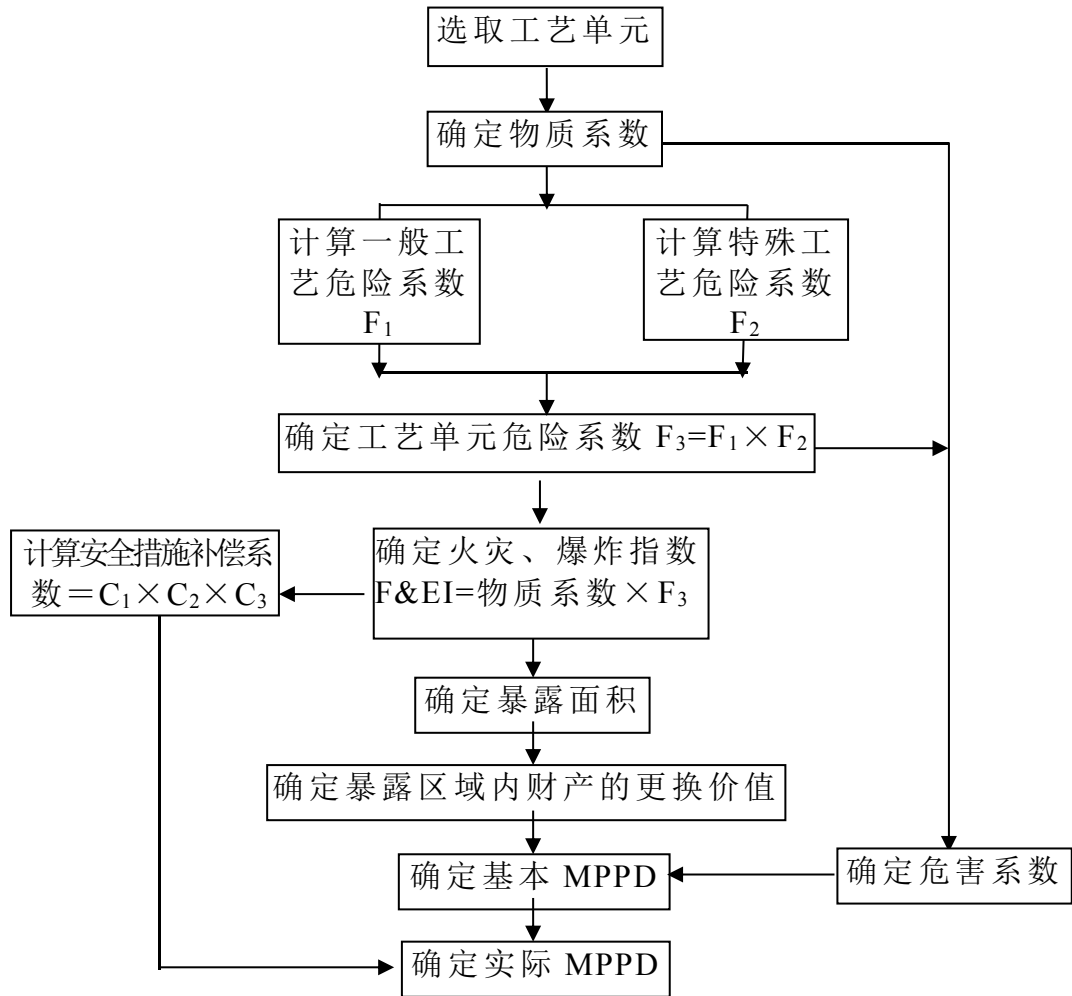 选取工艺单元
确定物质系数
计算一般工
艺危险系数
F₁
计算特殊工
艺危险系数
F₂
确定工艺单元危险系数 F₃=F₁×F₂
计算安全措施补偿系
数＝C₁×C₂×C₃
确定火灾、爆炸指数
F&EI=物质系数×F₃
确定暴露面积
确定暴露区域内财产的更换价值
确定基本 MPPD
确定危害系数
确定实际 MPPD